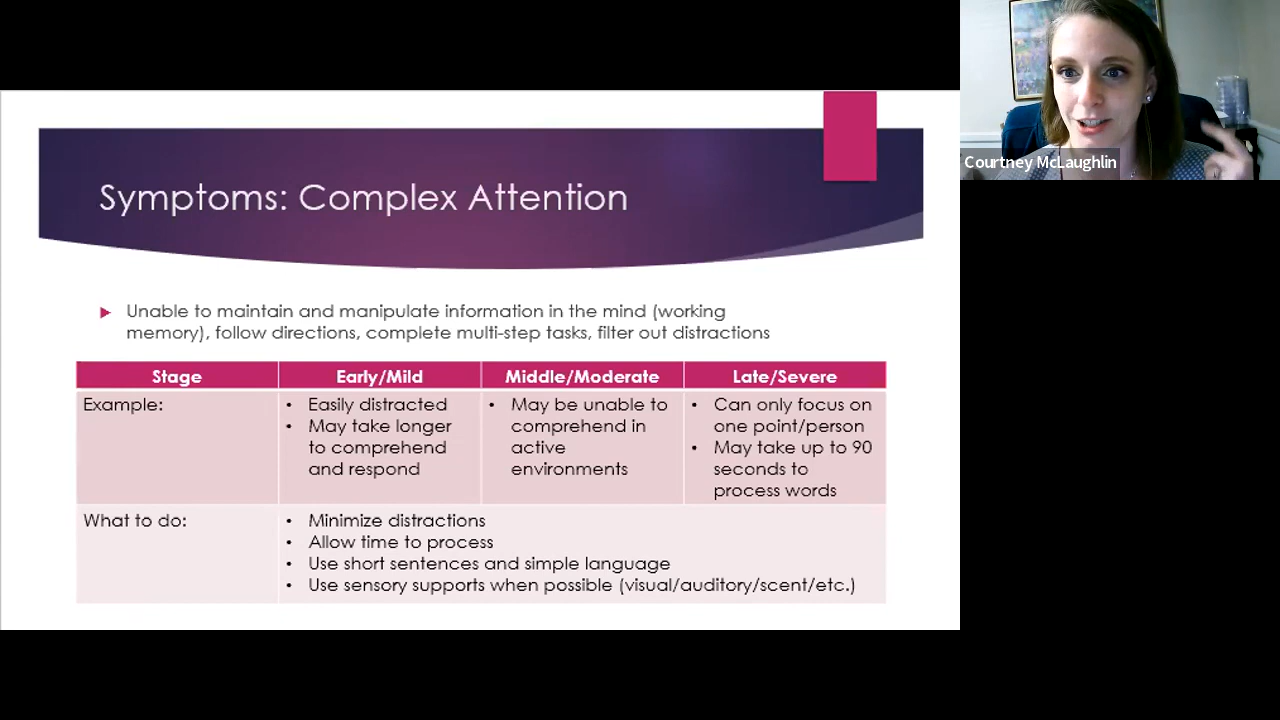 Courtney McLaughlin
Symptoms: Complex Attention
Unable to maintain and manipulate information in the mind (working
memory), follow directions, complete multi-step tasks, filter out distractions
Stage
Early/Mild
Middle/Moderate
Late/Severe
Example:
• Easily distracted
• May take longer
to comprehend
and respond
• May be unable to
comprehend in
active
environments
• Can only focus on
one point/person
• May take up to 90
seconds to
process words
What to do:
• Minimize distractions
• Allow time to process
• Use short sentences and simple language
• Use sensory supports when possible (visual/auditory/scent/etc.)